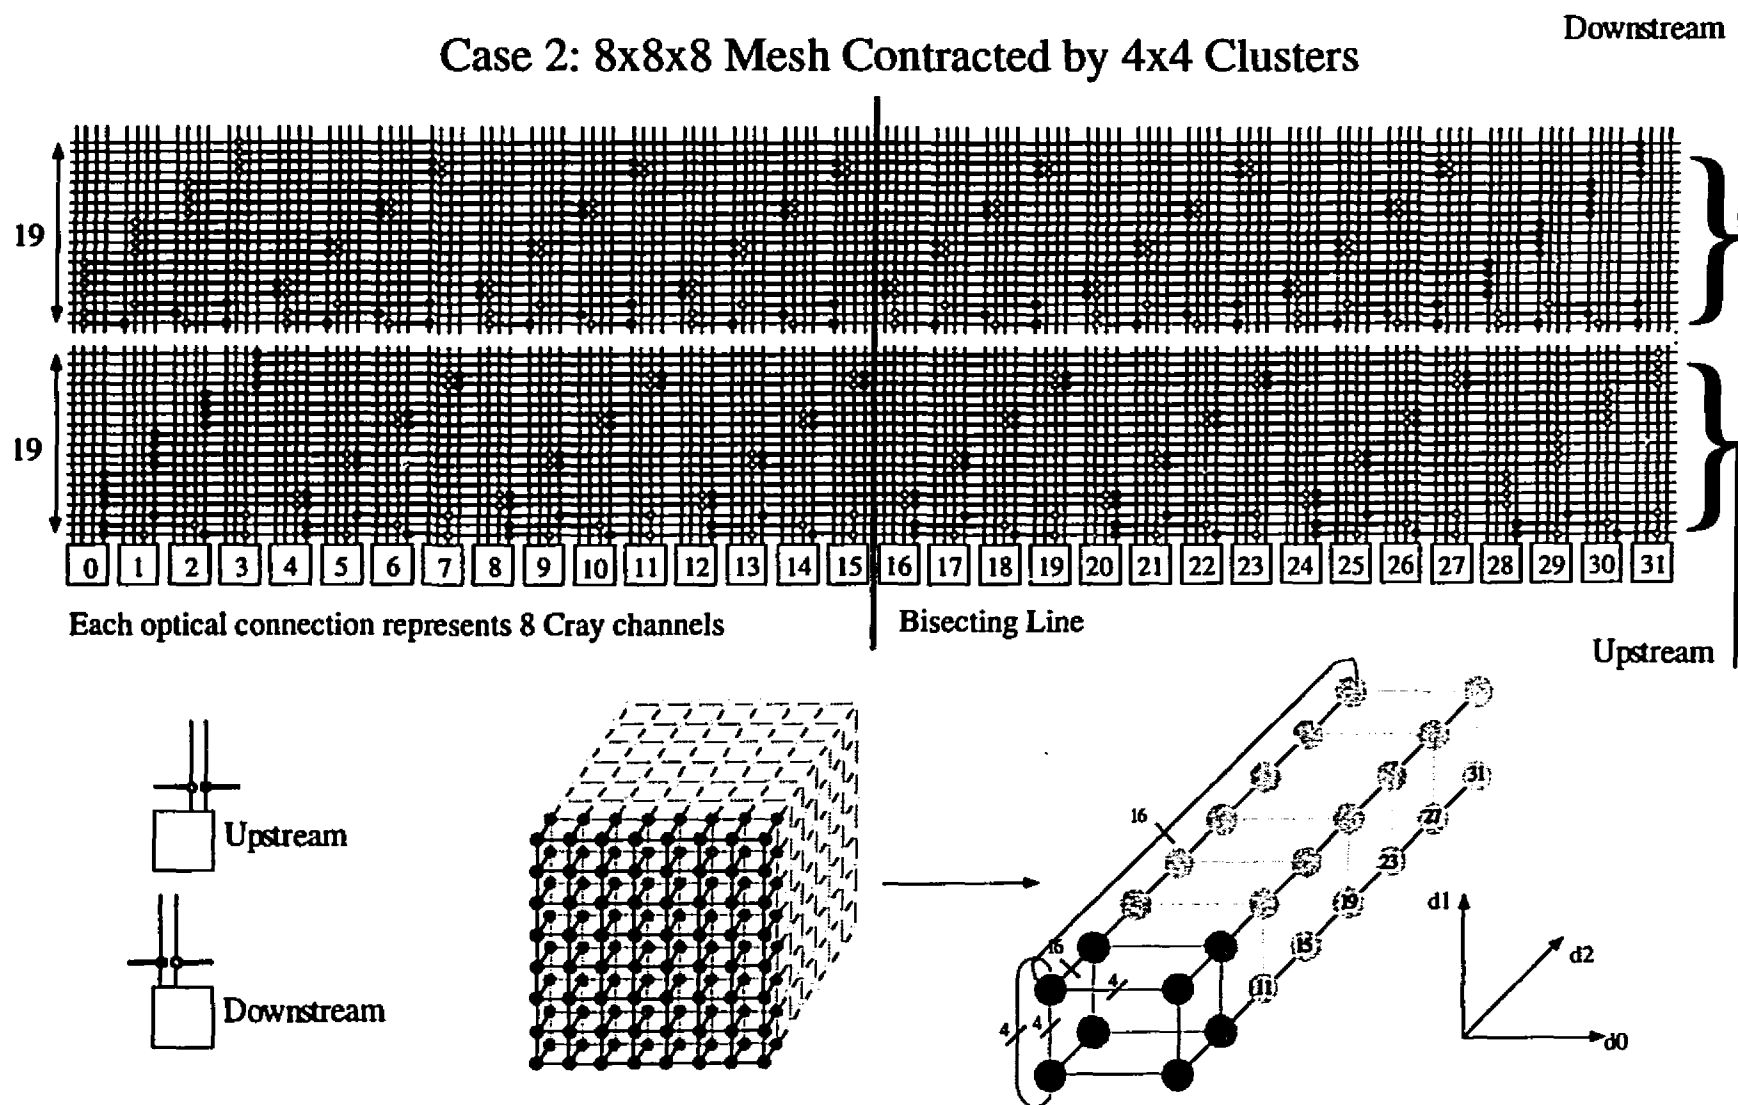 Downstream
Case 2: 8x8x8 Mesh Contracted by 4x4 Clusters
19
19
0 1 2 3 4 5 6 7 8 9 10 11 12 13 14 15 16 17 18 19 20 21 22 23 24 25 26 27 28 29 30 31
Each optical connection represents 8 Cray channels
Bisecting Line
Upstream
Upstream
Downstream
16
16
4
4
4
31
27
23
19
15
11
d1
d2
d0